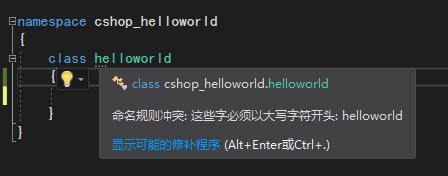 namespace cshop_helloworld
{
class helloworld
{
class cshop_helloworld.helloworld
命名规则冲突: 这些字必须以大写字符开头: helloworld
}
显示可能的修补程序 (Alt+Enter或Ctrl+.)
}